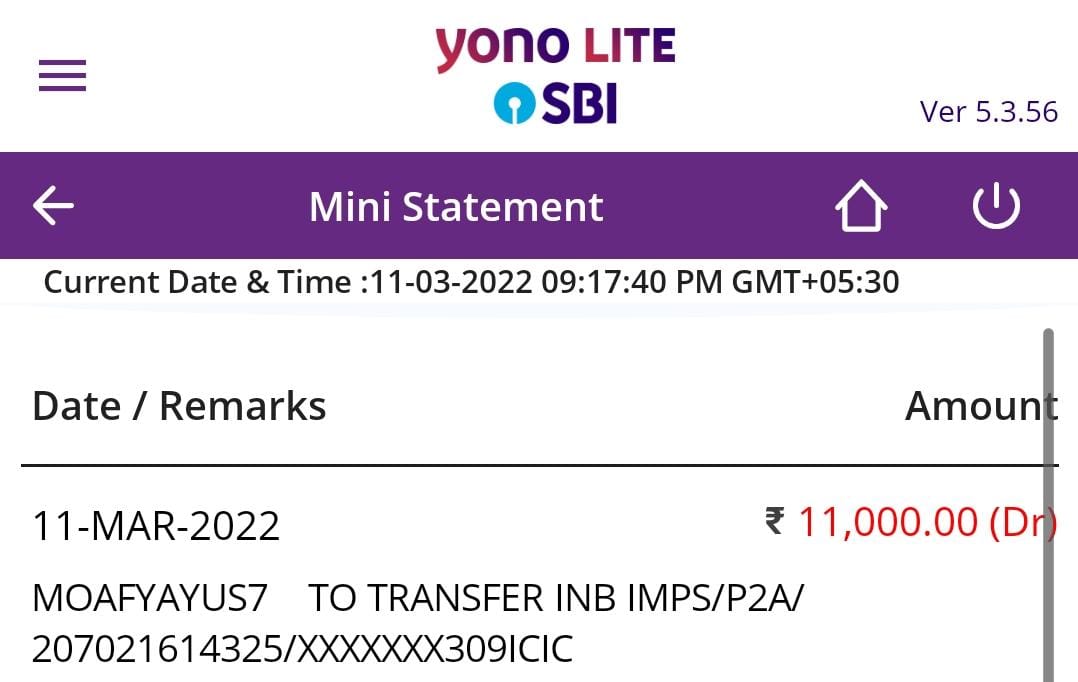 yono LITE
SBI
Ver 5.3.56
Mini Statement
Current Date & Time :11-03-2022 09:17:40 PM GMT+05:30
Date / Remarks Amount
11-MAR-2022 ₹ 11,000.00 (Dr)
MOAFYAYUS7 TO TRANSFER INB IMPS/P2A/
207021614325/XXXXXXX309ICIC